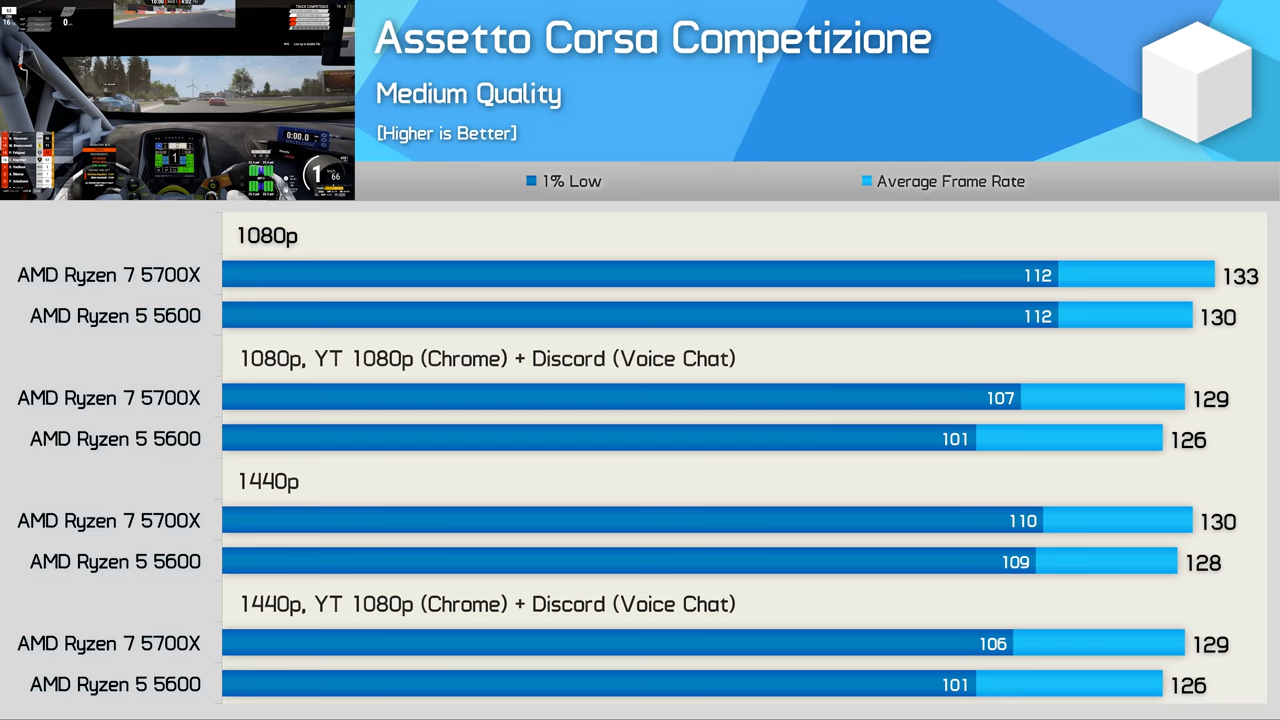 Assetto Corsa Competizione
Medium Quality
[Higher is Better]
1% Low
Average Frame Rate
1080p
AMD Ryzen 7 5700X 112 133
AMD Ryzen 5 5600 112 130
1080p, YT 1080p (Chrome) + Discord (Voice Chat)
AMD Ryzen 7 5700X 107 129
AMD Ryzen 5 5600 101 126
1440p
AMD Ryzen 7 5700X 110 130
AMD Ryzen 5 5600 109 128
1440p, YT 1080p (Chrome) + Discord (Voice Chat)
AMD Ryzen 7 5700X 106 129
AMD Ryzen 5 5600 101 126